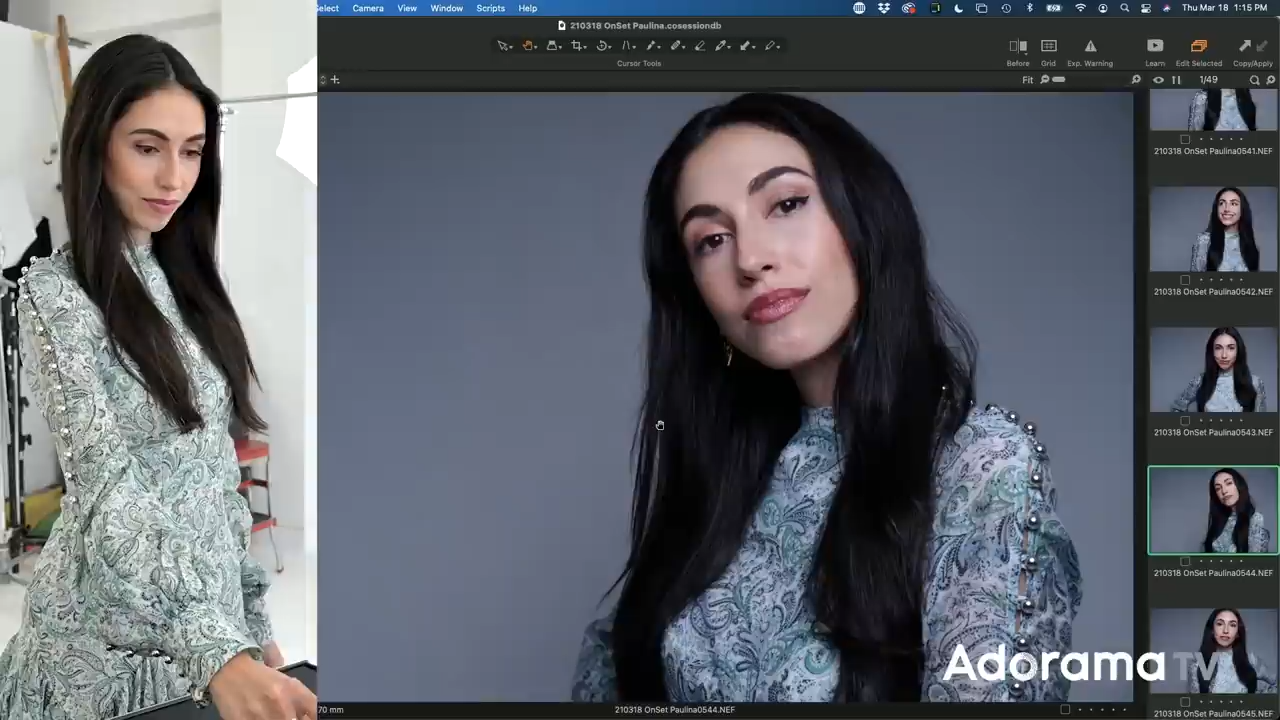 Select Camera View Window Scripts Help
Thu Mar 18 1:15 PM
210318 OnSet Paulina.cosessiondb
Cursor Tools
Before Grid Exp. Warning
Learn Edit Selected Copy/Apply
Fit
1/49
210318 OnSet Paulina0541.NEF
210318 OnSet Paulina0542.NEF
210318 OnSet Paulina0543.NEF
210318 OnSet Paulina0544.NEF
210318 OnSet Paulina0545.NEF
70 mm
210318 OnSet Paulina0544.NEF
Adorama TV